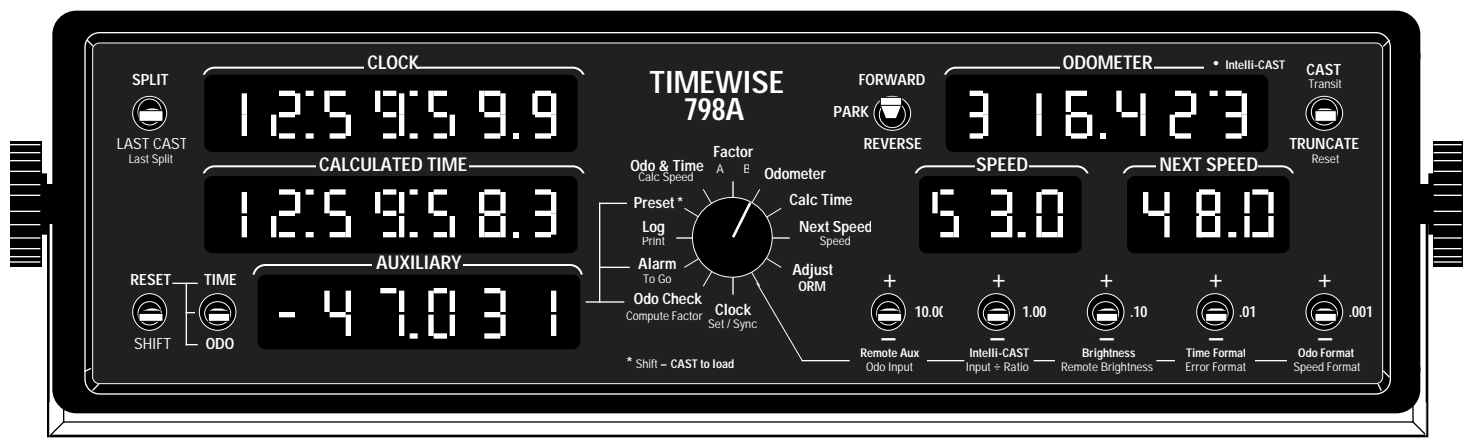 CLOCK
ODOMETER
• Intelli-CAST
SPLIT
TIMEWISE
798A
FORWARD
CAST
Transit
12:59:59.9
316.423
PARK
LAST CAST
Last Split
REVERSE
TRUNCATE
Reset
CALCULATED TIME
SPEED
NEXT SPEED
12:59:58.3
53.0
48.0
Factor
A B
Odo & Time
Calc Speed
Odometer
Preset *
Calc Time
Log
Print
Next Speed
Speed
Alarm
To Go
Adjust
ORM
Odo Check
Compute Factor
Clock
Set / Sync
AUXILIARY
-47.031
RESET
TIME
SHIFT
ODO
* Shift – CAST to load
+ + + + +
10.00 1.00 .10 .01 .001
– – – – –
Remote Aux
Odo Input
Intelli-CAST
Input ÷ Ratio
Brightness
Remote Brightness
Time Format
Error Format
Odo Format
Speed Format